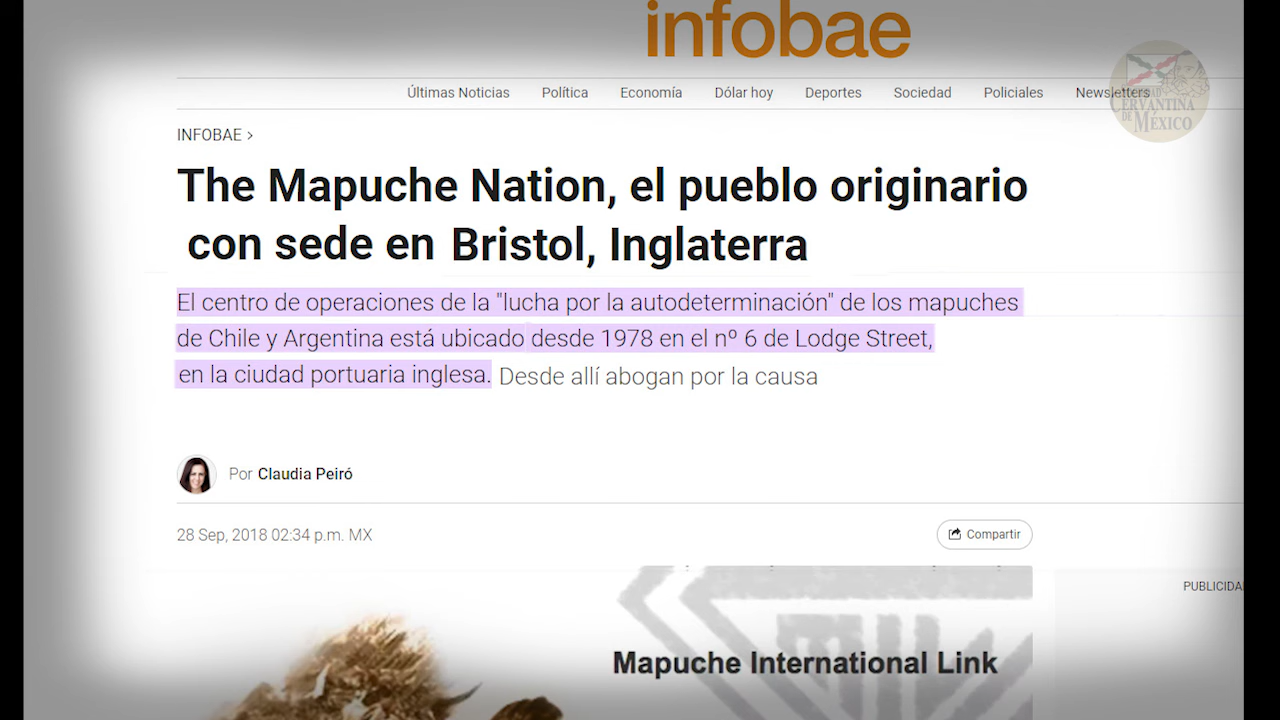 infobae
Últimas Noticias Política Economía Dólar hoy Deportes Sociedad Policiales Newsletters
CERVANTINA
DE MÉXICO
INFOBAE >
The Mapuche Nation, el pueblo originario
con sede en Bristol, Inglaterra
El centro de operaciones de la "lucha por la autodeterminación" de los mapuches
de Chile y Argentina está ubicado desde 1978 en el nº 6 de Lodge Street,
en la ciudad portuaria inglesa. Desde allí abogan por la causa
Por Claudia Peiró
28 Sep, 2018 02:34 p.m. MX
Compartir
PUBLICIDA
Mapuche International Link